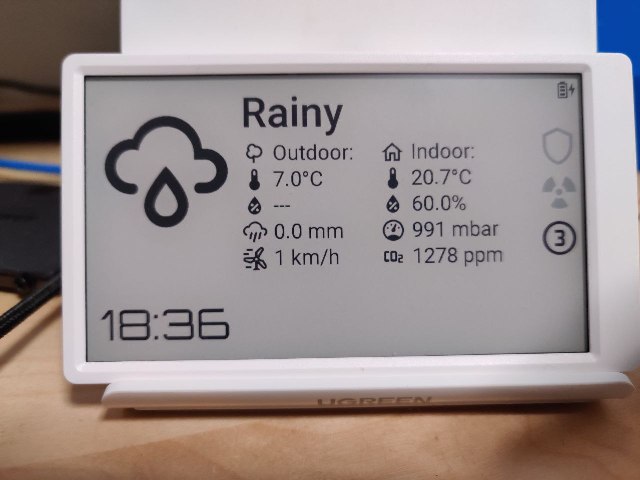 Rainy
Outdoor:
7.0°C
---
0.0 mm
1 km/h
Indoor:
20.7°C
60.0%
991 mbar
CO2 1278 ppm
3
18:36
UGREEN